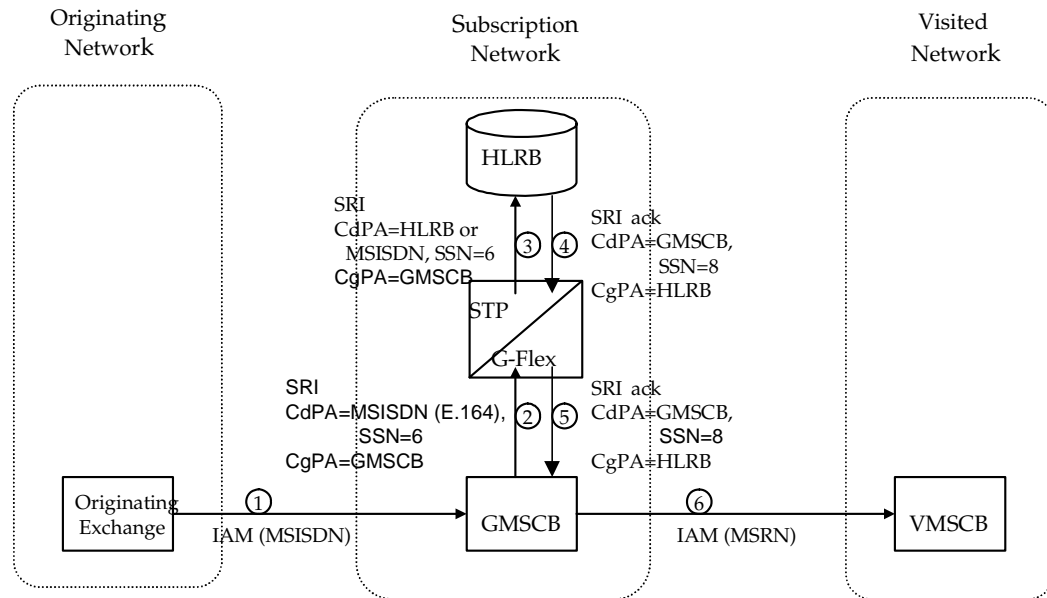 Originating
Network
Subscription
Network
Visited
Network
HLRB
SRI
CdPA=HLRB or
MSISDN, SSN=6
CgPA=GMSCB
3
4
SRI ack
CdPA=GMSCB,
SSN=8
CgPA=HLRB
STP
G-Flex
SRI
CdPA=MSISDN (E.164),
SSN=6
CgPA=GMSCB
2
5
SRI ack
CdPA=GMSCB,
SSN=8
CgPA=HLRB
Originating
Exchange
1
IAM (MSISDN)
GMSCB
6
IAM (MSRN)
VMSCB